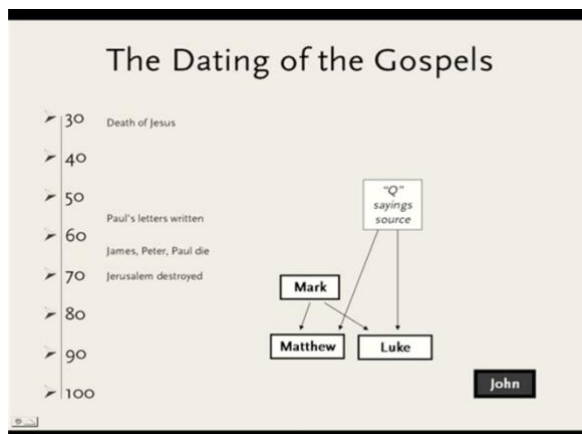 The Dating of the Gospels
30 Death of Jesus
40
50
Paul's letters written
60
James, Peter, Paul die
70 Jerusalem destroyed
80
90
100
"Q"
sayings
source
Mark
Matthew
Luke
John